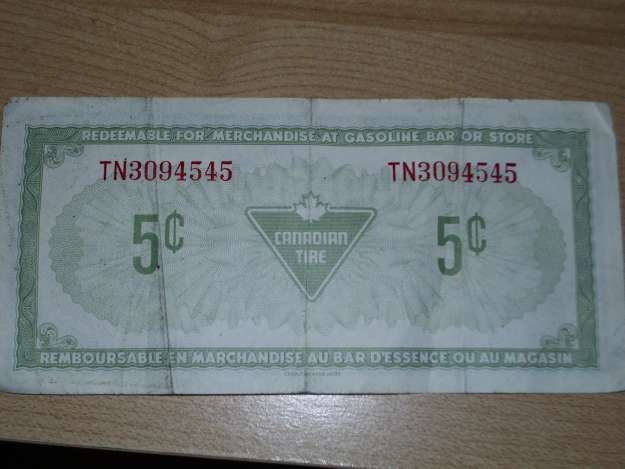 REDEEMABLE FOR MERCHANDISE AT GASOLINE BAR OR STORE
TN3094545 TN3094545
5¢ CANADIAN TIRE 5¢
REMBOURSABLE EN MARCHANDISE AU BAR D'ESSENCE OU AU MAGASIN